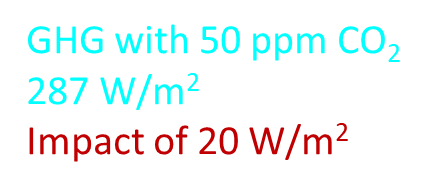 GHG with 50 ppm CO₂
287 W/m²
Impact of 20 W/m²